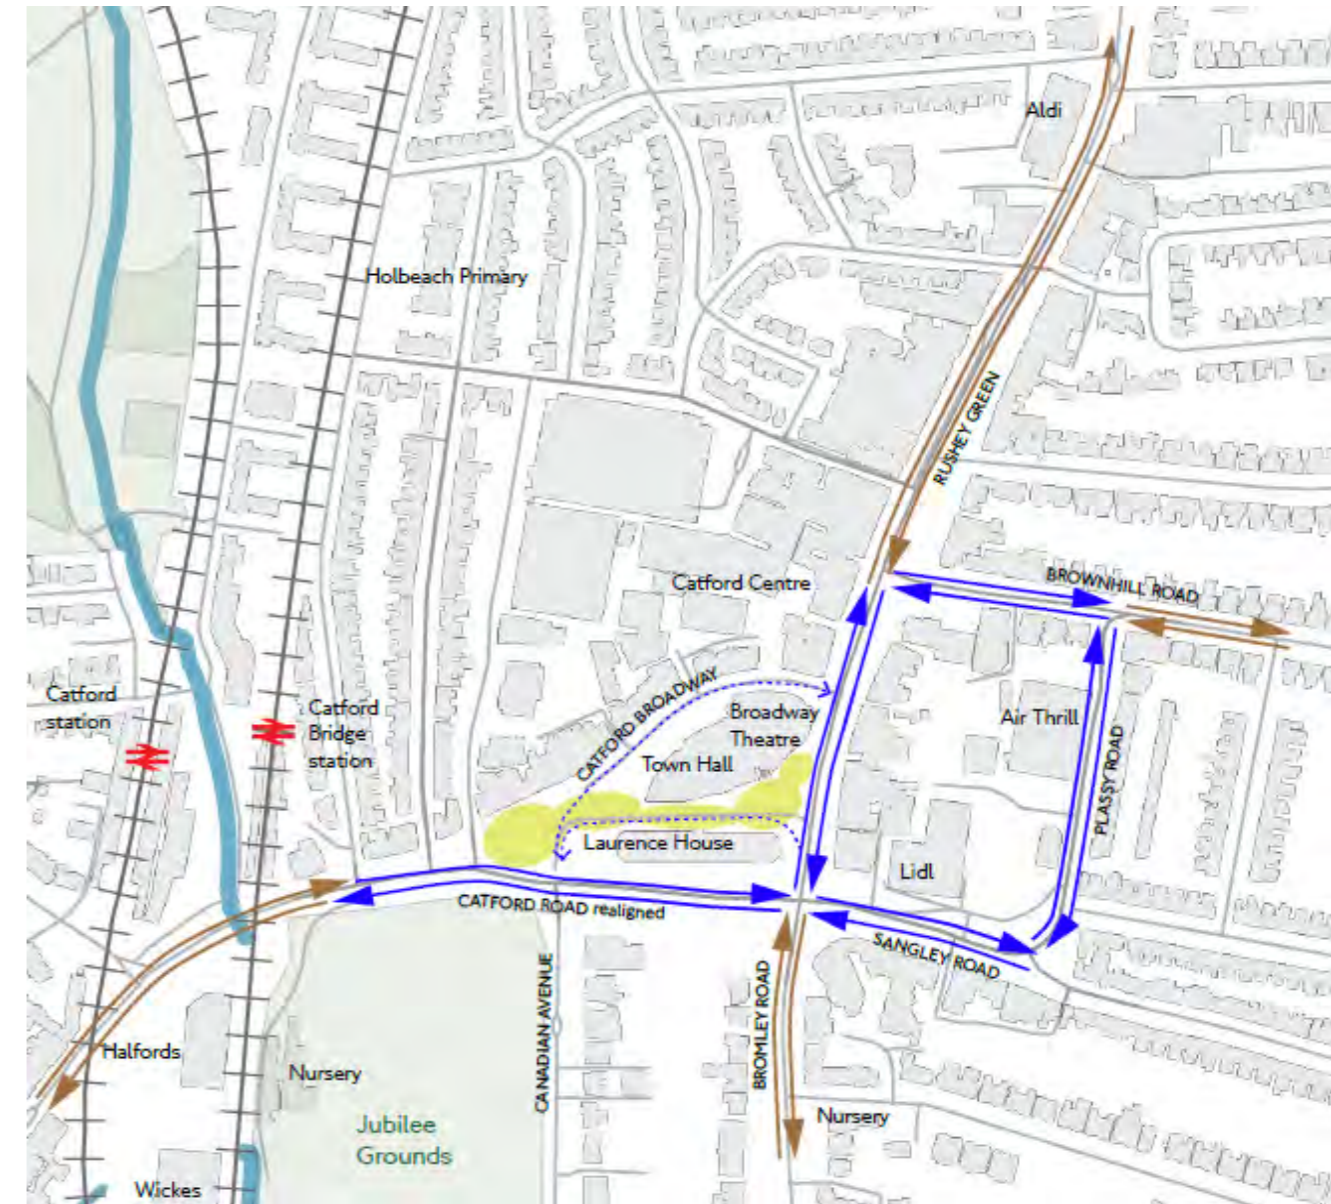 Aldi
Holbeach Primary
RUSHEY GREEN
Catford Centre
BROWNHILL ROAD
Catford
station
Catford
Bridge
station
CATFORD BROADWAY
Broadway
Theatre
Town Hall
Air Thrill
PLASSY ROAD
Laurence House
Lidl
CATFORD ROAD realigned
SANGLEY ROAD
CANADIAN AVENUE
BROMLEY ROAD
Halfords
Nursery
Nursery
Jubilee
Grounds
Wickes